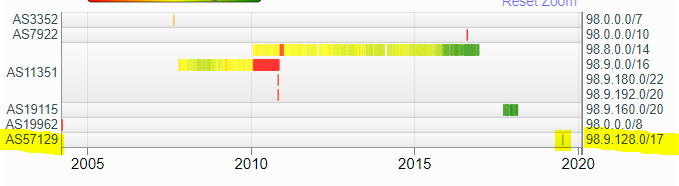 Reset Zoom
AS3352 98.0.0.0/7
AS7922 98.0.0.0/10
98.8.0.0/14
AS11351 98.9.0.0/16
98.9.180.0/22
98.9.192.0/20
AS19115 98.9.160.0/20
AS19962 98.0.0.0/8
AS57129 98.9.128.0/17
2005 2010 2015 2020